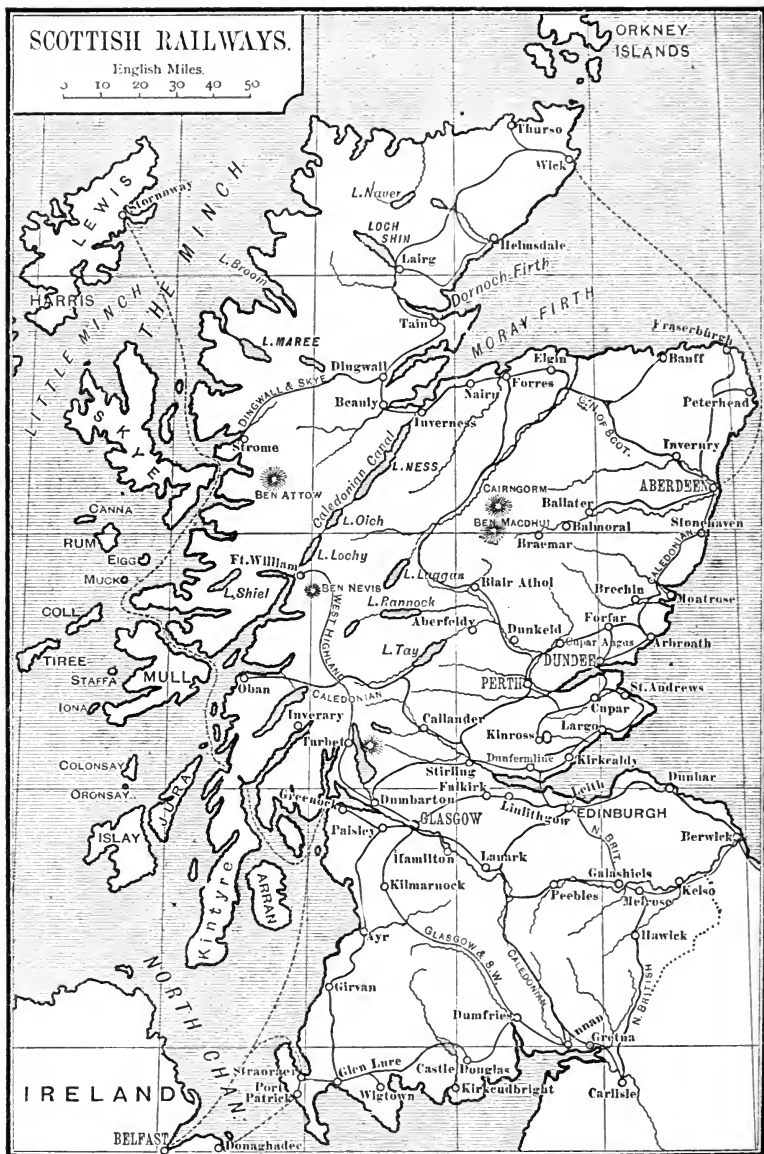 SCOTTISH RAILWAYS.
English Miles.
0 10 20 30 50
ORKNEY
ISLANDS
Thurso
Wick
LEWIS
Stornoway
THE MINCH
L. Naver
LOCH
SHIN
Helmsdale
L. Broom
Lairg
HARRIS
Dornoch Firth
LITTLE MINCH
Tain
MORAY FIRTH
L. MAREE
Fraserburgh
Dingwall
Elgin
Banff
DINGWALL & SKYE
Nairn
Forres
Beauly
Inverness
Peterhead
SKYE
Strome
G. N. OF SCOT.
Inverury
Caledonian Canal
L. NESS
BEN ATTOW
CAIRNGORM
ABERDEEN
CANNA
Ballater
L. Oich
BEN MACDHUI
Balmoral
Stonehaven
RUM
Braemar
EIGG
L. Lochy
CALEDONIAN
Ft. William
MUCK
L. Shiel
BEN NEVIS
L. Laggan
Blair Athol
Brechin
Montrose
COLL
WEST HIGHLAND
L. Rannock
Forfar
Aberfeldy
Dunkeld
Cupar Angus
Arbroath
TIREE
L. Tay
DUNDEE
STAFFA
MULL
Oban
PERTH
St. Andrews
CALEDONIAN
Cupar
IONA
Inverary
Callander
Largo
Tarbet
Kinross
COLONSAY
Dunfermline
Kirkcaldy
Stirling
ORONSAY
JURA
Falkirk
Leith
Dunbar
Greenock
Dumbarton
Linlithgow
EDINBURGH
GLASGOW
ISLAY
Paisley
N. BRIT.
Berwick
Hamilton
Lanark
Galashiels
Kintyre
ARRAN
Kilmarnock
Peebles
Melrose
Kelso
Ayr
GLASGOW & S.W.
CALEDONIAN
Hawick
N. BRITISH
NORTH CHAN.
Girvan
Dumfries
Annan
Gretna
Stranraer
Castle Douglas
Glen Luce
IRELAND
Port
Patrick
Wigtown
Kirkcudbright
Carlisle
BELFAST
Donaghadee